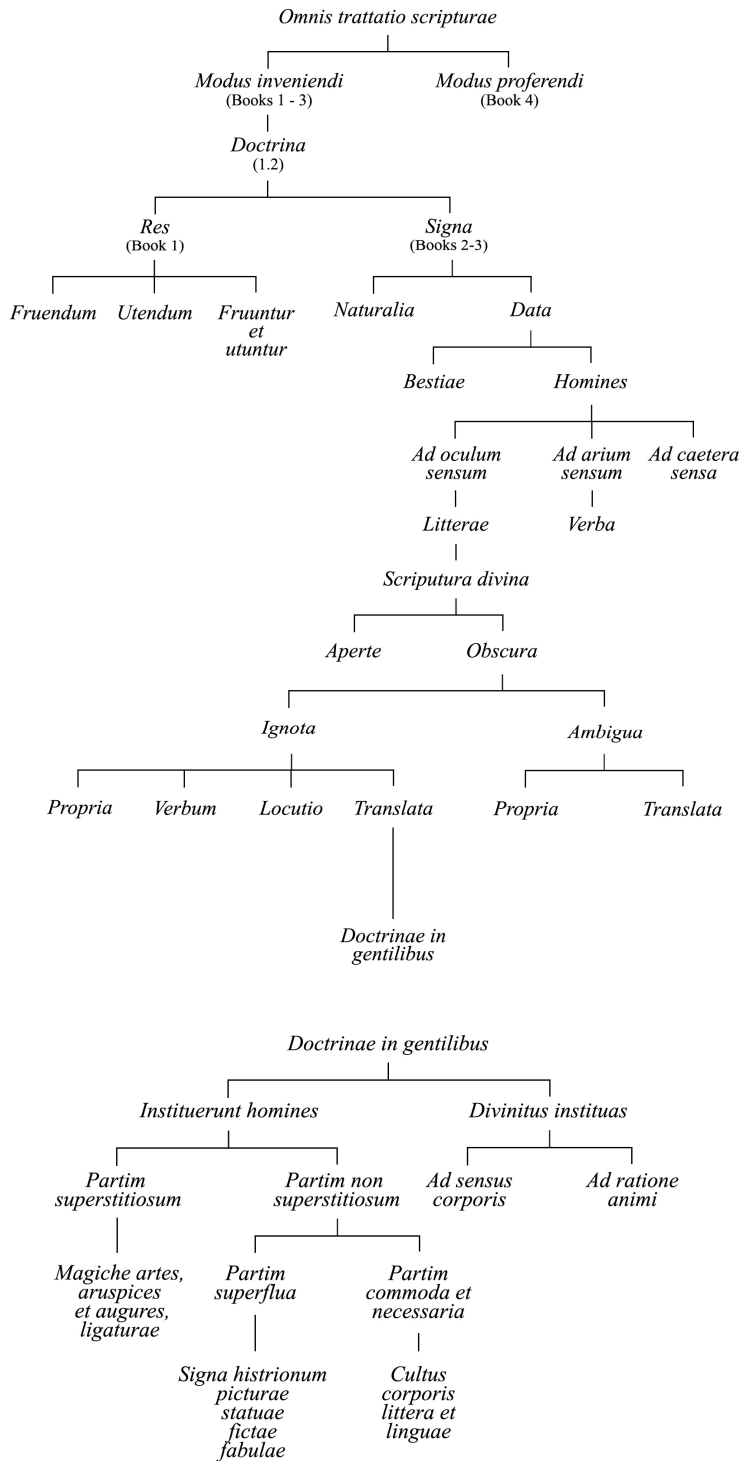 Omnis trattatio scripturae
Modus inveniendi
(Books 1 - 3)
Modus proferendi
(Book 4)
Doctrina
(1.2)
Res
(Book 1)
Signa
(Books 2-3)
Fruendum
Utendum
Fruuntur
et
utuntur
Naturalia
Data
Bestiae
Homines
Ad oculum
sensum
Ad arium
sensum
Ad caetera
sensa
Litterae
Verba
Scriputura divina
Aperte
Obscura
Ignota
Ambigua
Propria
Verbum
Locutio
Translata
Propria
Translata
Doctrinae in
gentilibus
Doctrinae in gentilibus
Instituerunt homines
Divinitus instituas
Partim
superstitiosum
Partim non
superstitiosum
Ad sensus
corporis
Ad ratione
animi
Magiche artes,
aruspices
et augures,
ligaturae
Partim
superflua
Partim
commoda et
necessaria
Signa histrionum
picturae
statuae
fictae
fabulae
Cultus
corporis
littera et
linguae